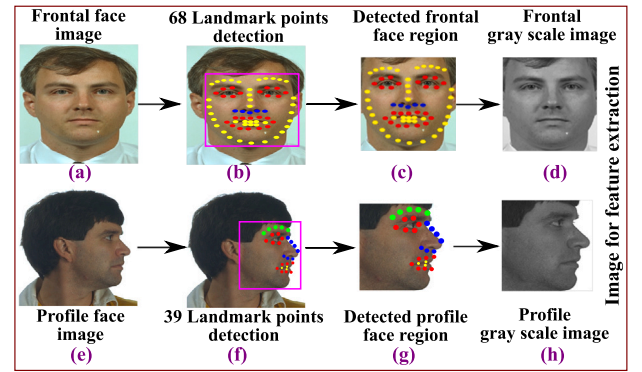 Frontal face
image
68 Landmark points
detection
Detected frontal
face region
Frontal
gray scale image
(a)
(b)
(c)
(d)
Profile face
image
39 Landmark points
detection
Detected profile
face region
Profile
gray scale image
(e)
(f)
(g)
(h)
Image for feature extraction